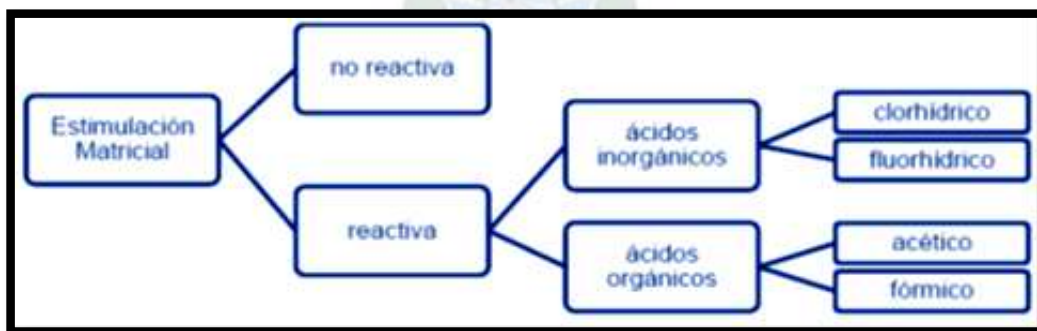 Estimulación
Matricial
no reactiva
reactiva
ácidos
inorgánicos
clorhídrico
fluorhídrico
ácidos
orgánicos
acético
fórmico